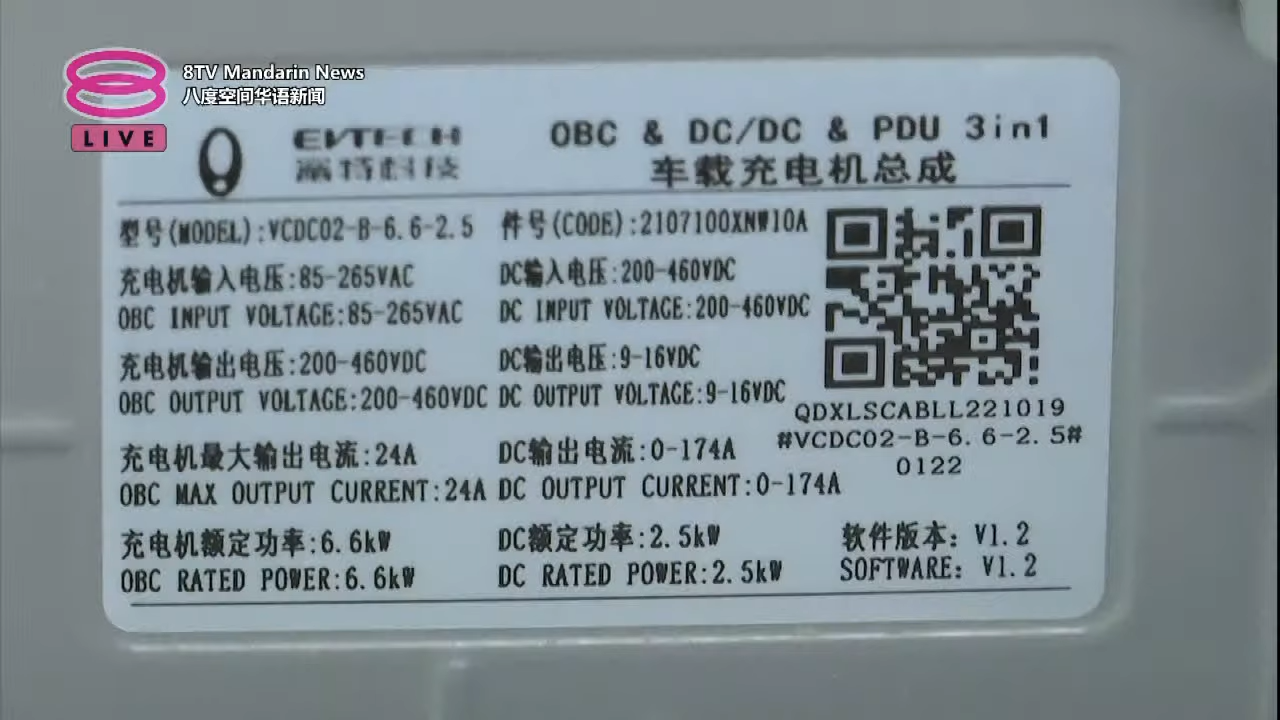 8TV Mandarin News
八度空间华语新闻
LIVE
EVTECH
富特科技
OBC & DC/DC & PDU 3in1
车载充电机总成
型号(MODEL):VCDC02-B-6.6-2.5
件号(CODE):2107100XNW10A
充电机输入电压:85-265VAC
DC输入电压:200-460VDC
OBC INPUT VOLTAGE:85-265VAC
DC INPUT VOLTAGE:200-460VDC
充电机输出电压:200-460VDC
DC输出电压:9-16VDC
OBC OUTPUT VOLTAGE:200-460VDC
DC OUTPUT VOLTAGE:9-16VDC
QDXLSCABLL221019
#VCDC02-B-6.6-2.5#
0122
充电机最大输出电流:24A
DC输出电流:0-174A
OBC MAX OUTPUT CURRENT:24A
DC OUTPUT CURRENT:0-174A
充电机额定功率:6.6kW
DC额定功率:2.5kW
软件版本: V1.2
OBC RATED POWER:6.6kW
DC RATED POWER:2.5kW
SOFTWARE: V1.2